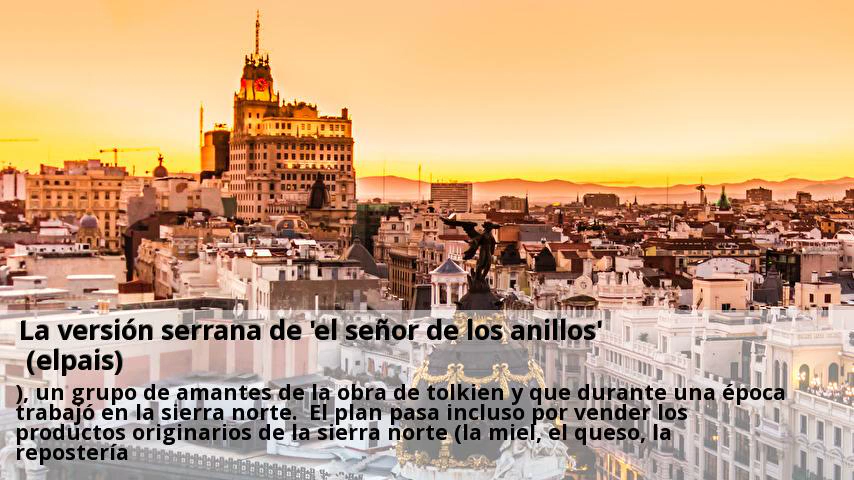 La versión serrana de 'el señor de los anillos'
(elpais)
), un grupo de amantes de la obra de tolkien y que durante una época
trabajó en la sierra norte.  El plan pasa incluso por vender los
productos originarios de la sierra norte (la miel, el queso, la
repostería